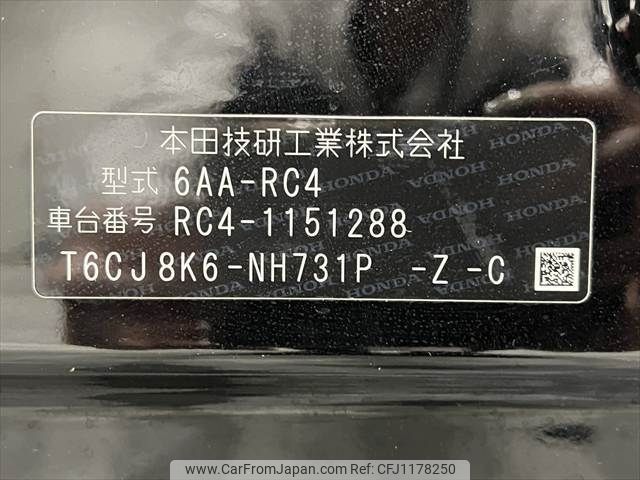 本田技研工業株式会社
型式 6AA-RC4
車台番号 RC4-1151288
T6CJ8K6-NH731P -Z -C
www.CarFromJapan.com | CFJ1178250